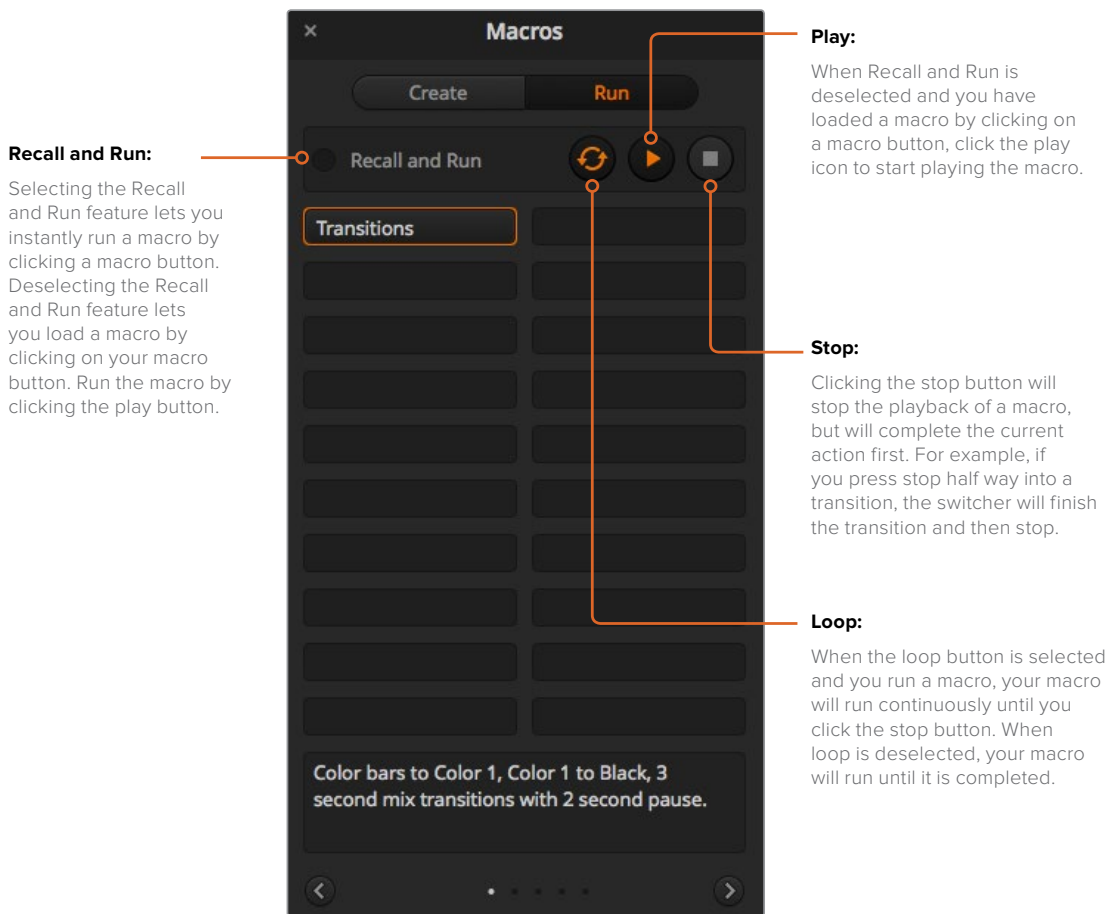 Macros
Create
Run
Recall and Run
Transitions
Color bars to Color 1, Color 1 to Black, 3
second mix transitions with 2 second pause.
Recall and Run:
Selecting the Recall
and Run feature lets you
instantly run a macro by
clicking a macro button.
Deselecting the Recall
and Run feature lets
you load a macro by
clicking on your macro
button. Run the macro by
clicking the play button.
Play:
When Recall and Run is
deselected and you have
loaded a macro by clicking on
a macro button, click the play
icon to start playing the macro.
Stop:
Clicking the stop button will
stop the playback of a macro,
but will complete the current
action first. For example, if
you press stop half way into a
transition, the switcher will finish
the transition and then stop.
Loop:
When the loop button is selected
and you run a macro, your macro
will run continuously until you
click the stop button. When
loop is deselected, your macro
will run until it is completed.